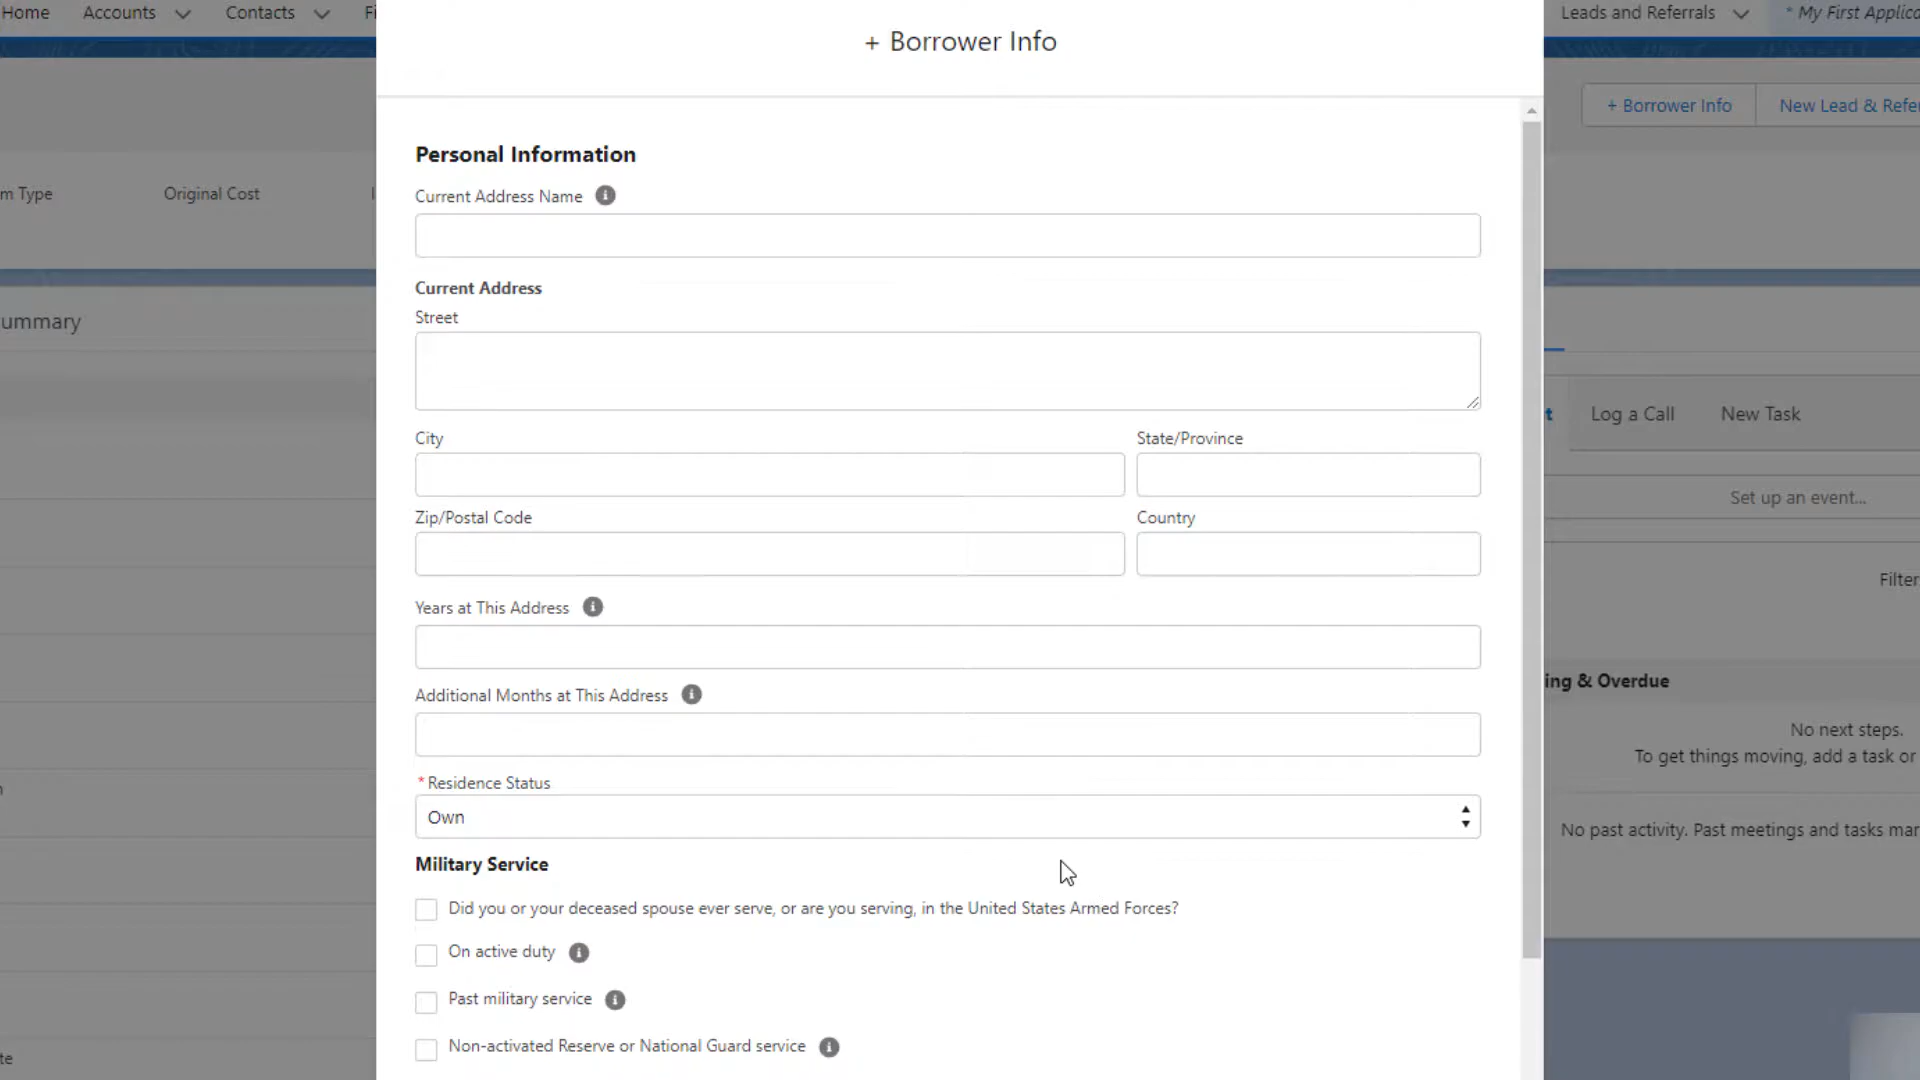 Home Accounts Contacts
Leads and Referrals * My First Applica
+ Borrower Info
+ Borrower Info New Lead & Refe
Personal Information
Current Address Name
m Type Original Cost
Current Address
Street
ummary
Log a Call New Task
City State/Province
Set up an event...
Zip/Postal Code Country
Filter
Years at This Address
ing & Overdue
Additional Months at This Address
No next steps.
To get things moving, add a task or
* Residence Status
Own
No past activity. Past meetings and tasks mar
Military Service
Did you or your deceased spouse ever serve, or are you serving, in the United States Armed Forces?
On active duty
Past military service
Non-activated Reserve or National Guard service
te